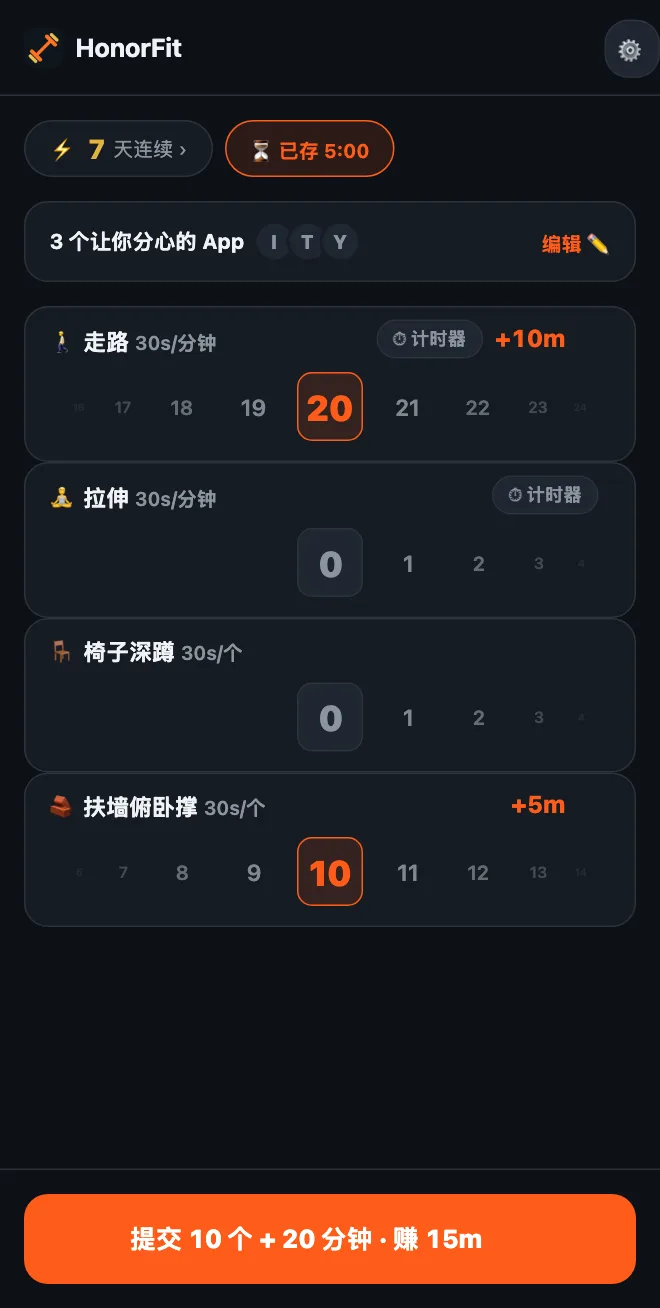 HonorFit
7 天连续 ›
已存 5:00
3 个让你分心的 App I T Y
编辑
走路 30s/分钟
计时器 +10m
17 18 19 20 21 22 23 24
拉伸 30s/分钟
计时器
0 1 2 3 4
椅子深蹲 30s/个
0 1 2 3 4
扶墙俯卧撑 30s/个
+5m
6 7 8 9 10 11 12 13 14
提交 10 个 + 20 分钟 · 赚 15m